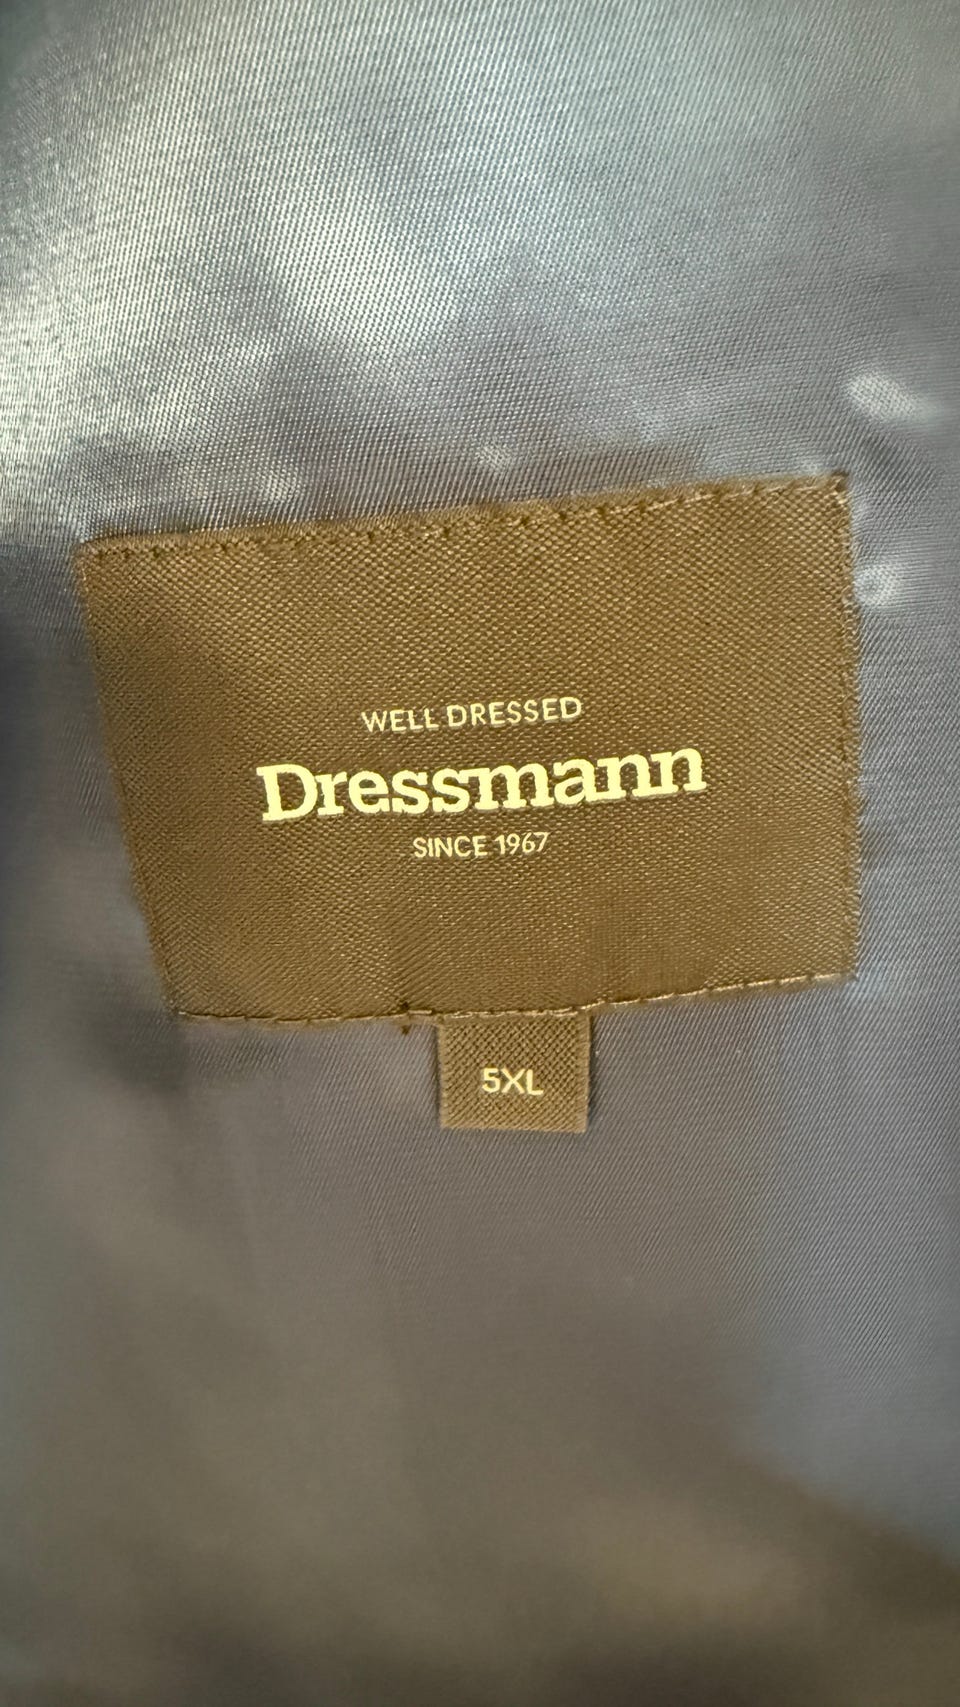 WELL DRESSED
Dressmann
SINCE 1967
5XL